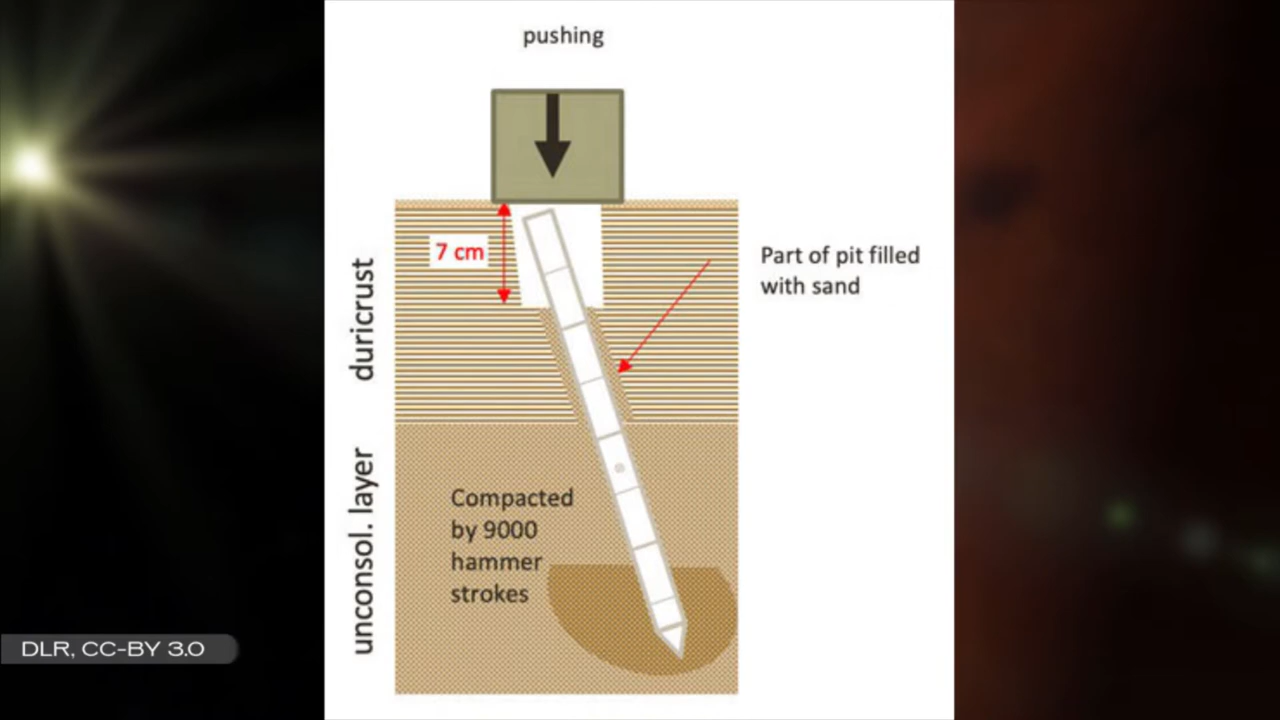 pushing
7 cm
Part of pit filled
with sand
duricrust
unconsol. layer
Compacted
by 9000
hammer
strokes
DLR, CC-BY 3.0